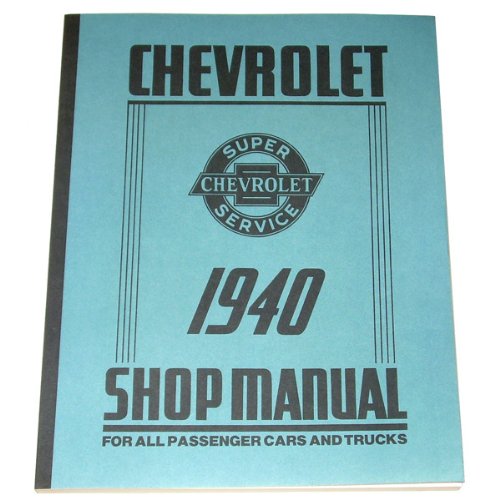 CHEVROLET
SUPER
CHEVROLET
SERVICE
1940
SHOP MANUAL
FOR ALL PASSENGER CARS AND TRUCKS